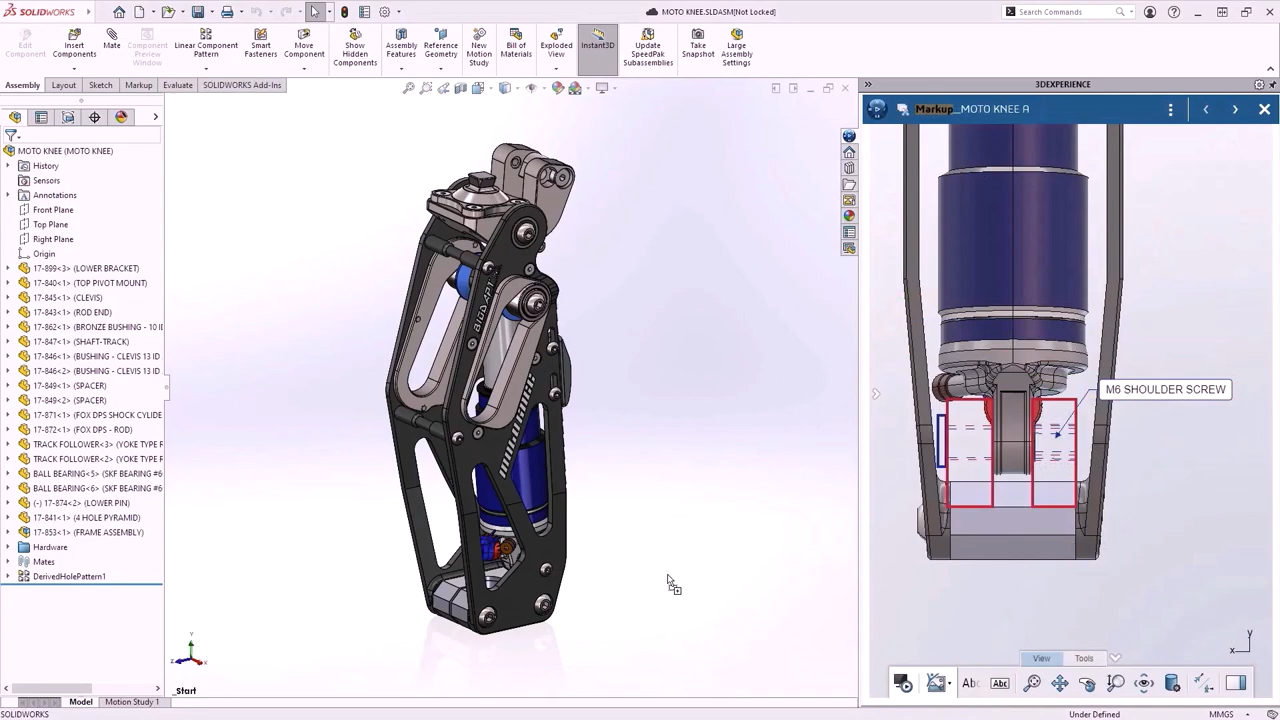 SOLIDWORKS
MOTO KNEE.SLDASM[Not Locked]
Search Commands
Edit Component
Insert Components
Mate
Component Preview Window
Linear Component Pattern
Smart Fasteners
Move Component
Show Hidden Components
Assembly Features
Reference Geometry
New Motion Study
Bill of Materials
Exploded View
Instant3D
Update SpeedPak Subassemblies
Take Snapshot
Large Assembly Settings
Assembly
Layout
Sketch
Markup
Evaluate
SOLIDWORKS Add-Ins
3DEXPERIENCE
Markup_MOTO KNEE A
MOTO KNEE (MOTO KNEE)
History
Sensors
Annotations
Front Plane
Top Plane
Right Plane
Origin
17-899<3> (LOWER BRACKET)
17-840<1> (TOP PIVOT MOUNT)
17-845<1> (CLEVIS)
17-843<1> (ROD END)
17-862<1> (BRONZE BUSHING - 10 ID
17-847<1> (SHAFT-TRACK)
17-846<1> (BUSHING - CLEVIS 13 ID
17-846<2> (BUSHING - CLEVIS 13 ID
17-849<1> (SPACER)
17-849<2> (SPACER)
17-871<1> (FOX DPS SHOCK CYLIDE
17-872<1> (FOX DPS - ROD)
TRACK FOLLOWER<3> (YOKE TYPE R
TRACK FOLLOWER<2> (YOKE TYPE R
BALL BEARING<5> (SKF BEARING #6
BALL BEARING<6> (SKF BEARING #6
(-) 17-874<2> (LOWER PIN)
17-841<1> (4 HOLE PYRAMID)
17-853<1> (FRAME ASSEMBLY)
Hardware
Mates
DerivedHolePattern1
M6 SHOULDER SCREW
Y
Z
X
_Start
y
x
View
Tools
Abc
Abc
Model
Motion Study 1
SOLIDWORKS
Under Defined
MMGS